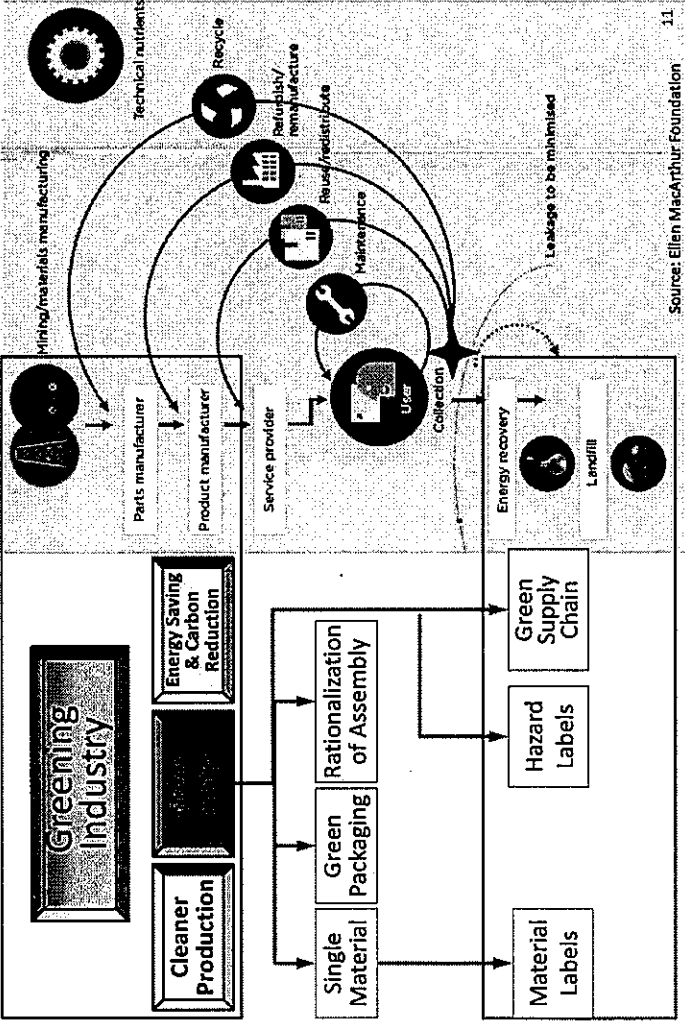 Greening
Industry
Cleaner
Production
Energy Saving
& Carbon
Reduction
Single
Material
Green
Packaging
Rationalization
of Assembly
Material
Labels
Hazard
Labels
Green
Supply
Chain
Mining/materials manufacturing
Parts manufacturer
Product manufacturer
Service provider
User
Collection
Energy recovery
Landfill
Technical nutrients
Recycle
Refurbish/
remanufacture
Reuse/redistribute
Maintenance
Leakage to be minimised
Source: Ellen MacArthur Foundation
11